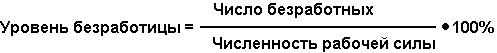 Число безработных
Уровень безработицы = ———————— • 100%
Численность рабочей силы